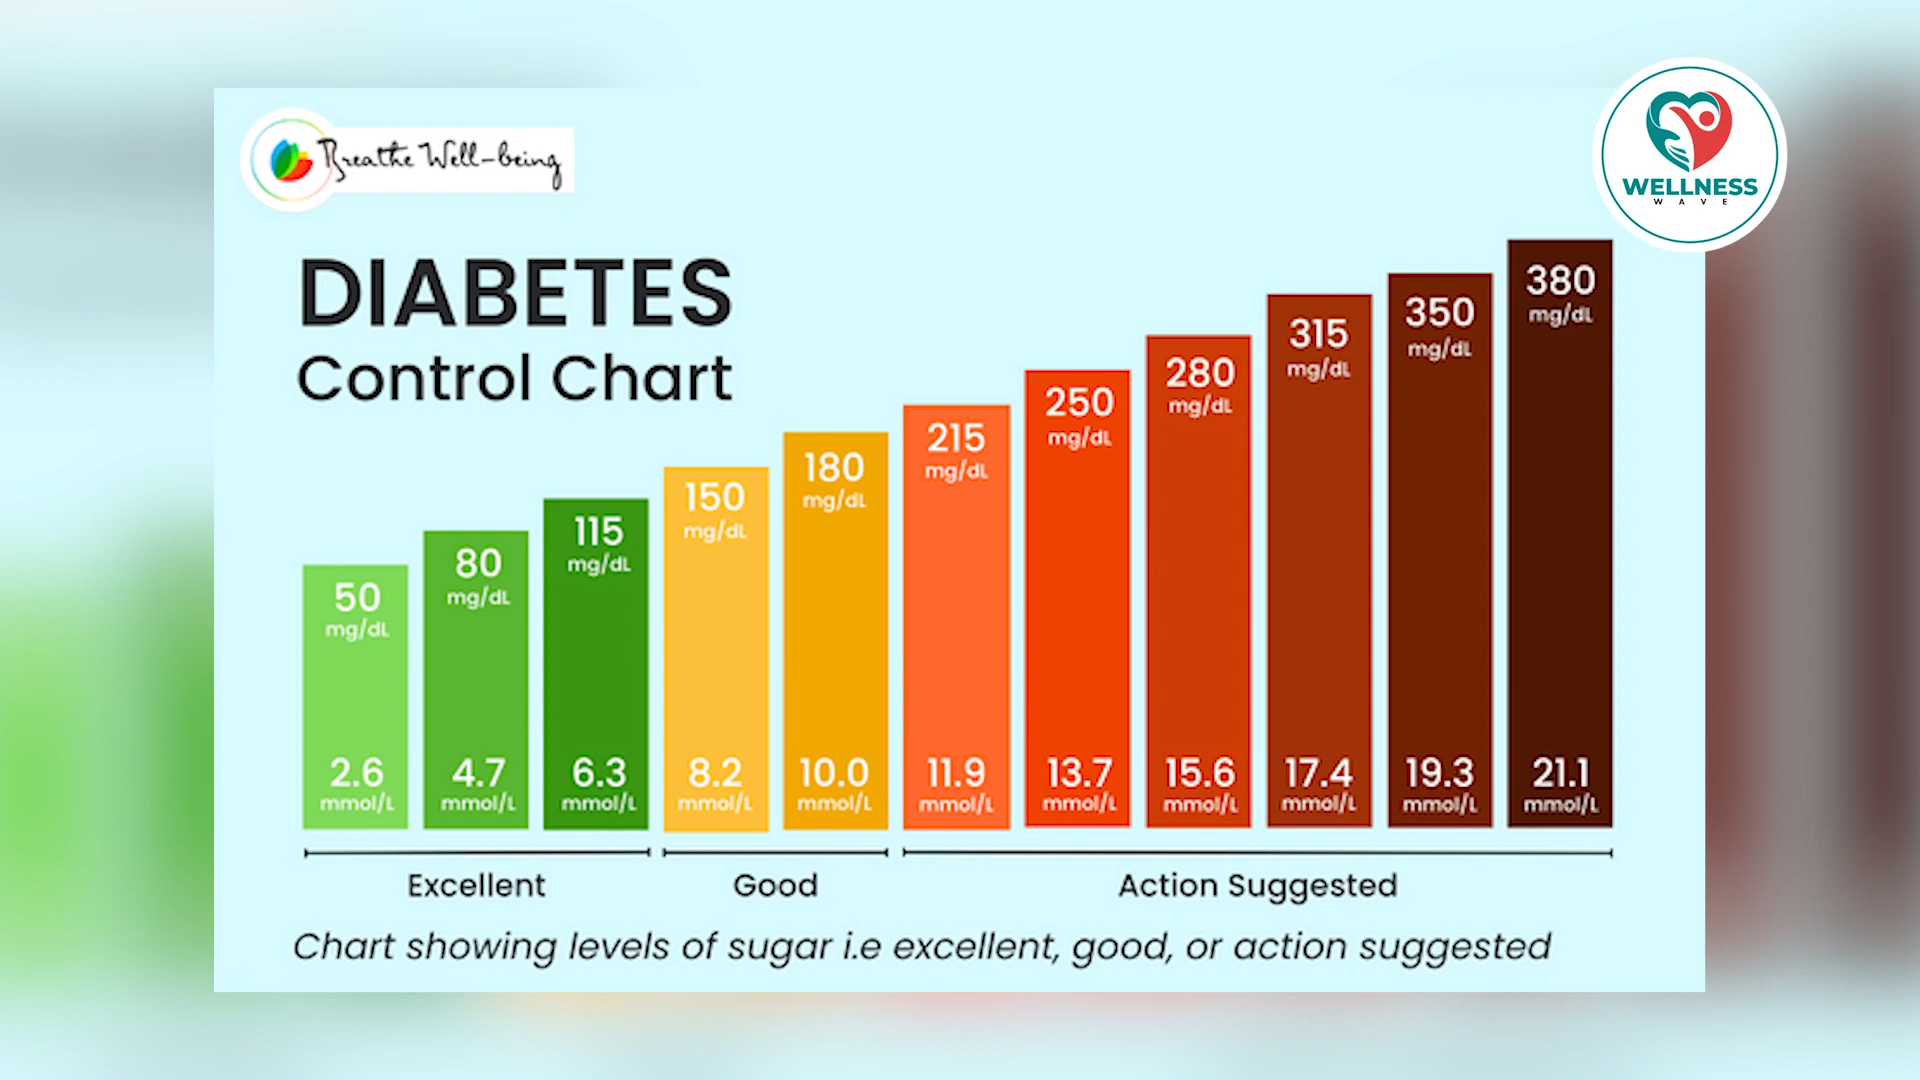 Breathe Well-being
WELLNESS
WAVE
DIABETES
Control Chart
50
mg/dL
80
mg/dL
115
mg/dL
150
mg/dL
180
mg/dL
215
mg/dL
250
mg/dL
280
mg/dL
315
mg/dL
350
mg/dL
380
mg/dL
2.6
mmol/L
4.7
mmol/L
6.3
mmol/L
8.2
mmol/L
10.0
mmol/L
11.9
mmol/L
13.7
mmol/L
15.6
mmol/L
17.4
mmol/L
19.3
mmol/L
21.1
mmol/L
Excellent
Good
Action Suggested
Chart showing levels of sugar i.e excellent, good, or action suggested